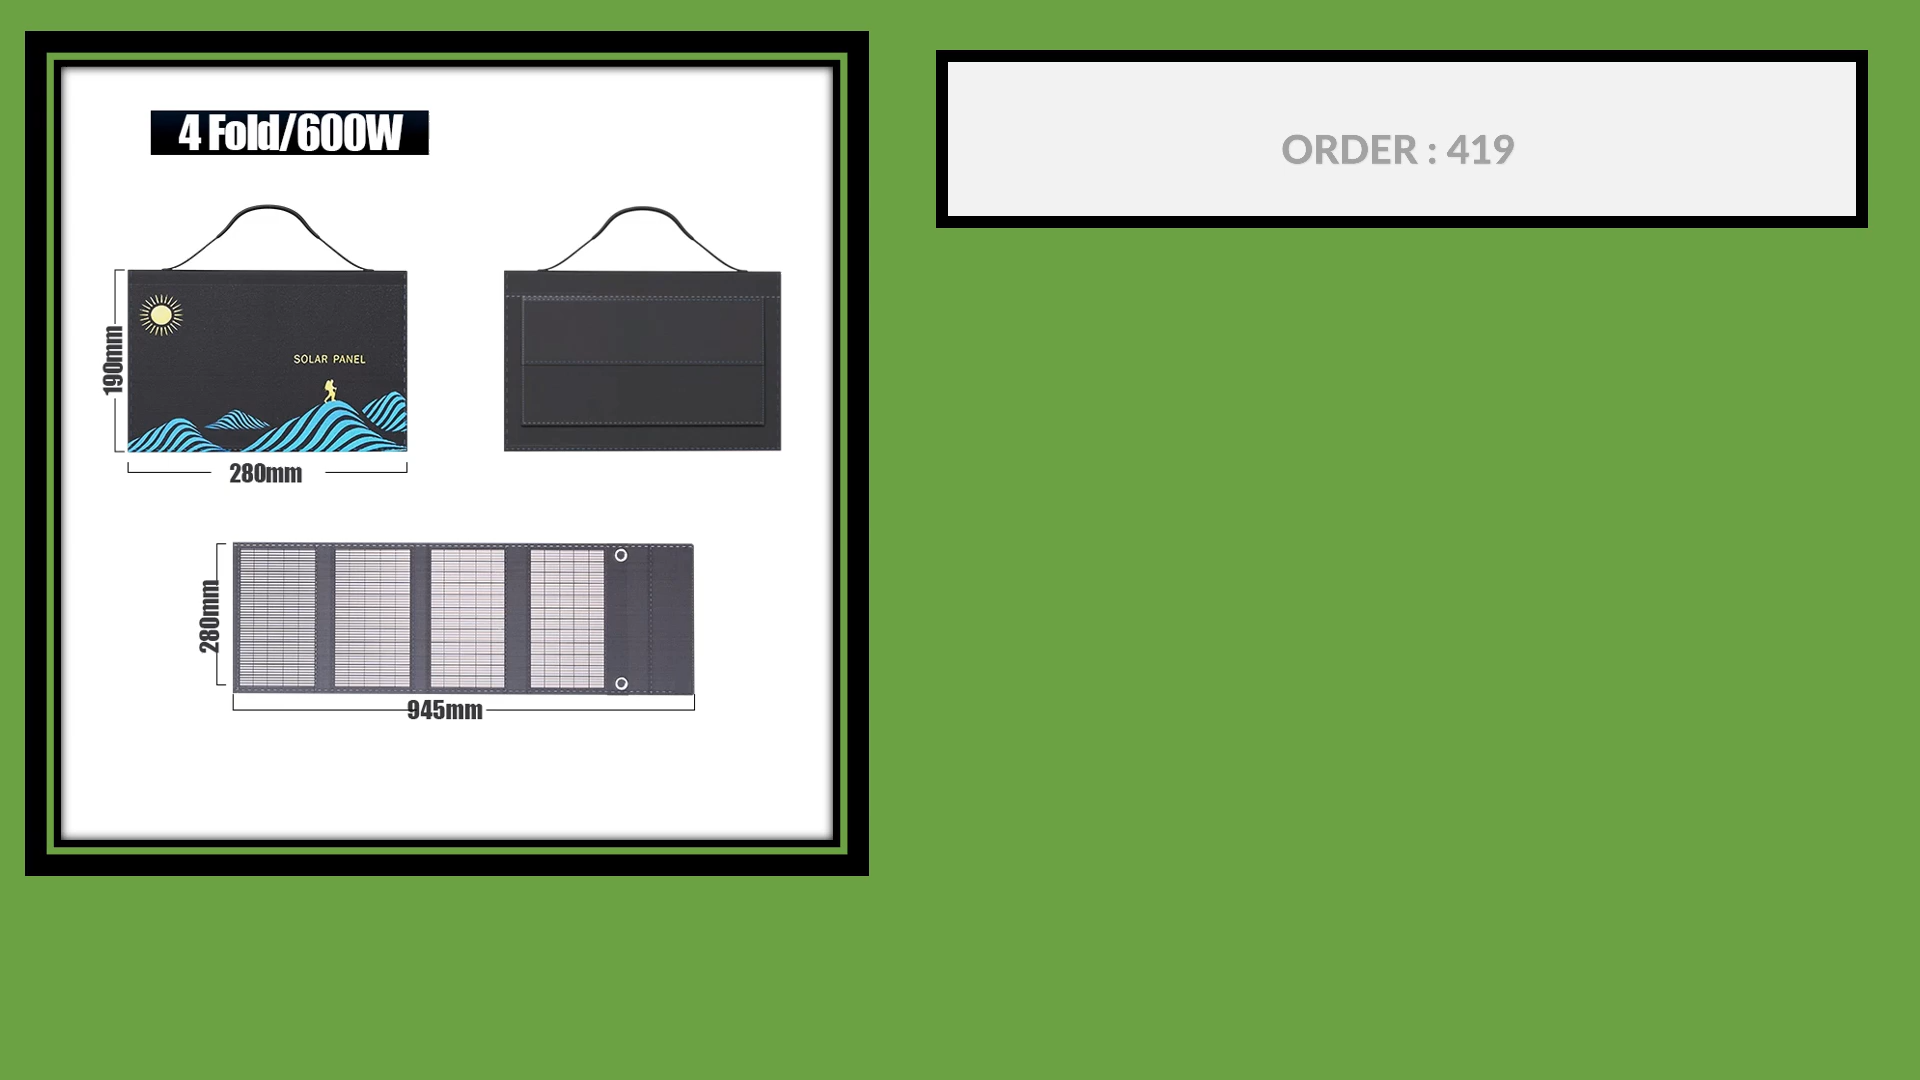 4 Fold/600W
SOLAR PANEL
190mm
280mm
280mm
945mm
ORDER : 419